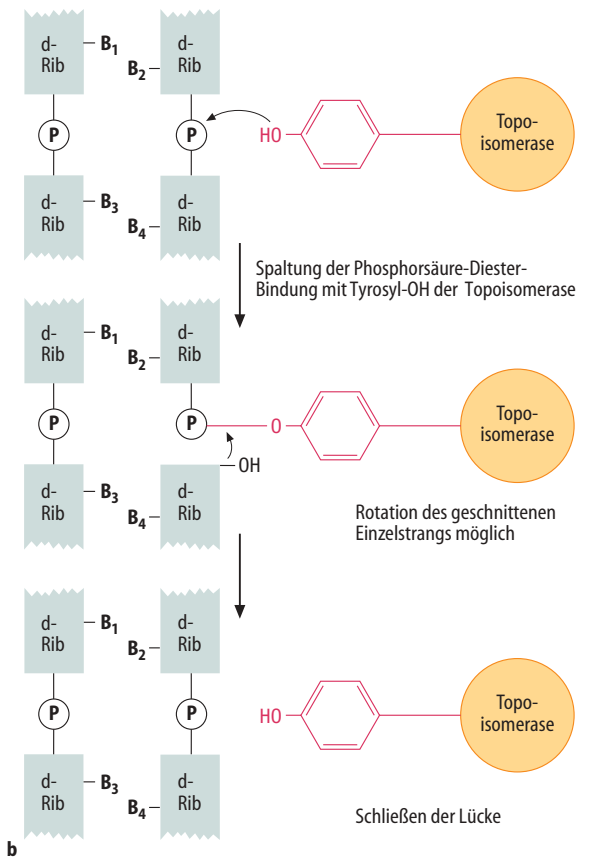 d-
Rib
B1
d-
Rib
B2
P
P
HO
Topo-
isomerase
d-
Rib
B3
d-
Rib
B4
Spaltung der Phosphorsäure-Diester-
Bindung mit Tyrosyl-OH der Topoisomerase
d-
Rib
B1
d-
Rib
B2
P
P
O
Topo-
isomerase
OH
d-
Rib
B3
d-
Rib
B4
Rotation des geschnittenen
Einzelstrangs möglich
d-
Rib
B1
d-
Rib
B2
P
P
HO
Topo-
isomerase
d-
Rib
B3
d-
Rib
B4
Schließen der Lücke
b